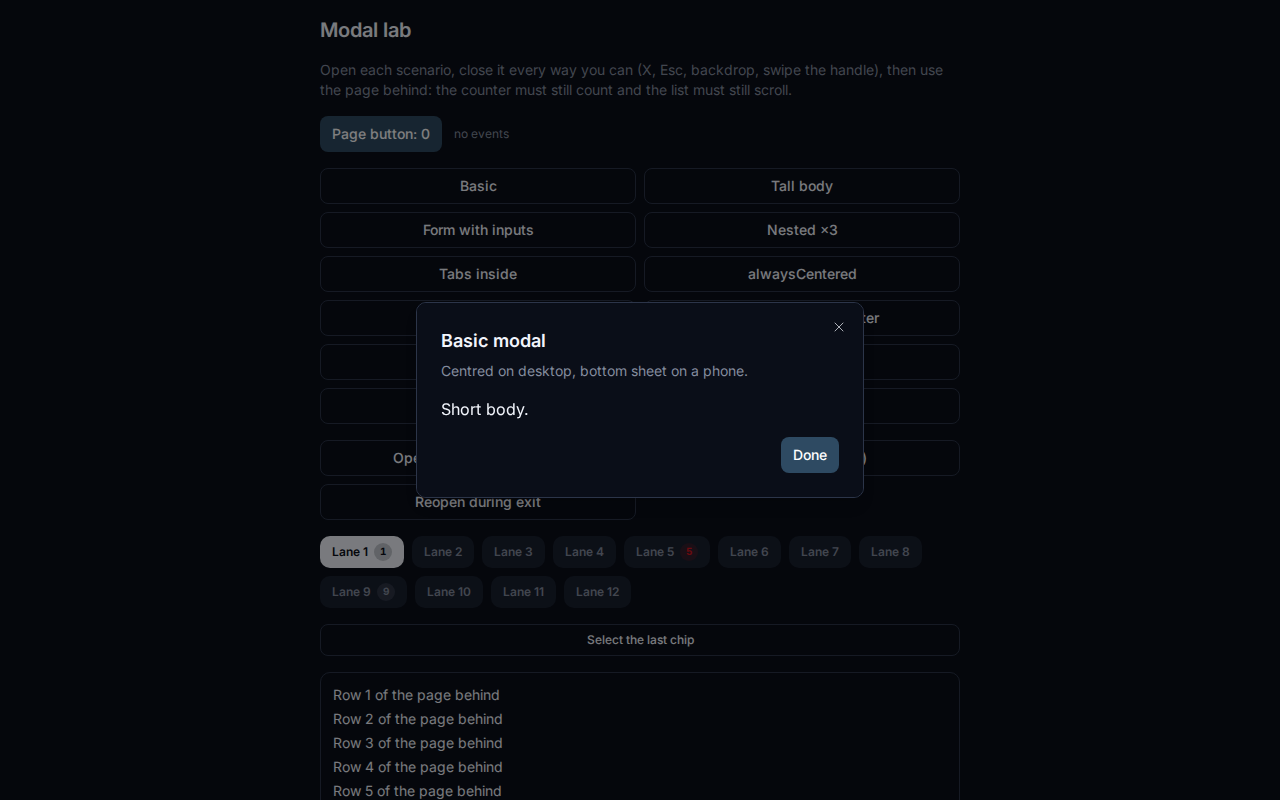 Modal lab
Open each scenario, close it every way you can (X, Esc, backdrop, swipe the handle), then use
the page behind: the counter must still count and the list must still scroll.
Page button: 0 no events
Basic Tall body
Form with inputs Nested ×3
Tabs inside alwaysCentered
Basic modal
Centred on desktop, bottom sheet on a phone.
Short body.
Done
Reopen during exit
Lane 1 1 Lane 2 Lane 3 Lane 4 Lane 5 5 Lane 6 Lane 7 Lane 8
Lane 9 9 Lane 10 Lane 11 Lane 12
Select the last chip
Row 1 of the page behind
Row 2 of the page behind
Row 3 of the page behind
Row 4 of the page behind
Row 5 of the page behind